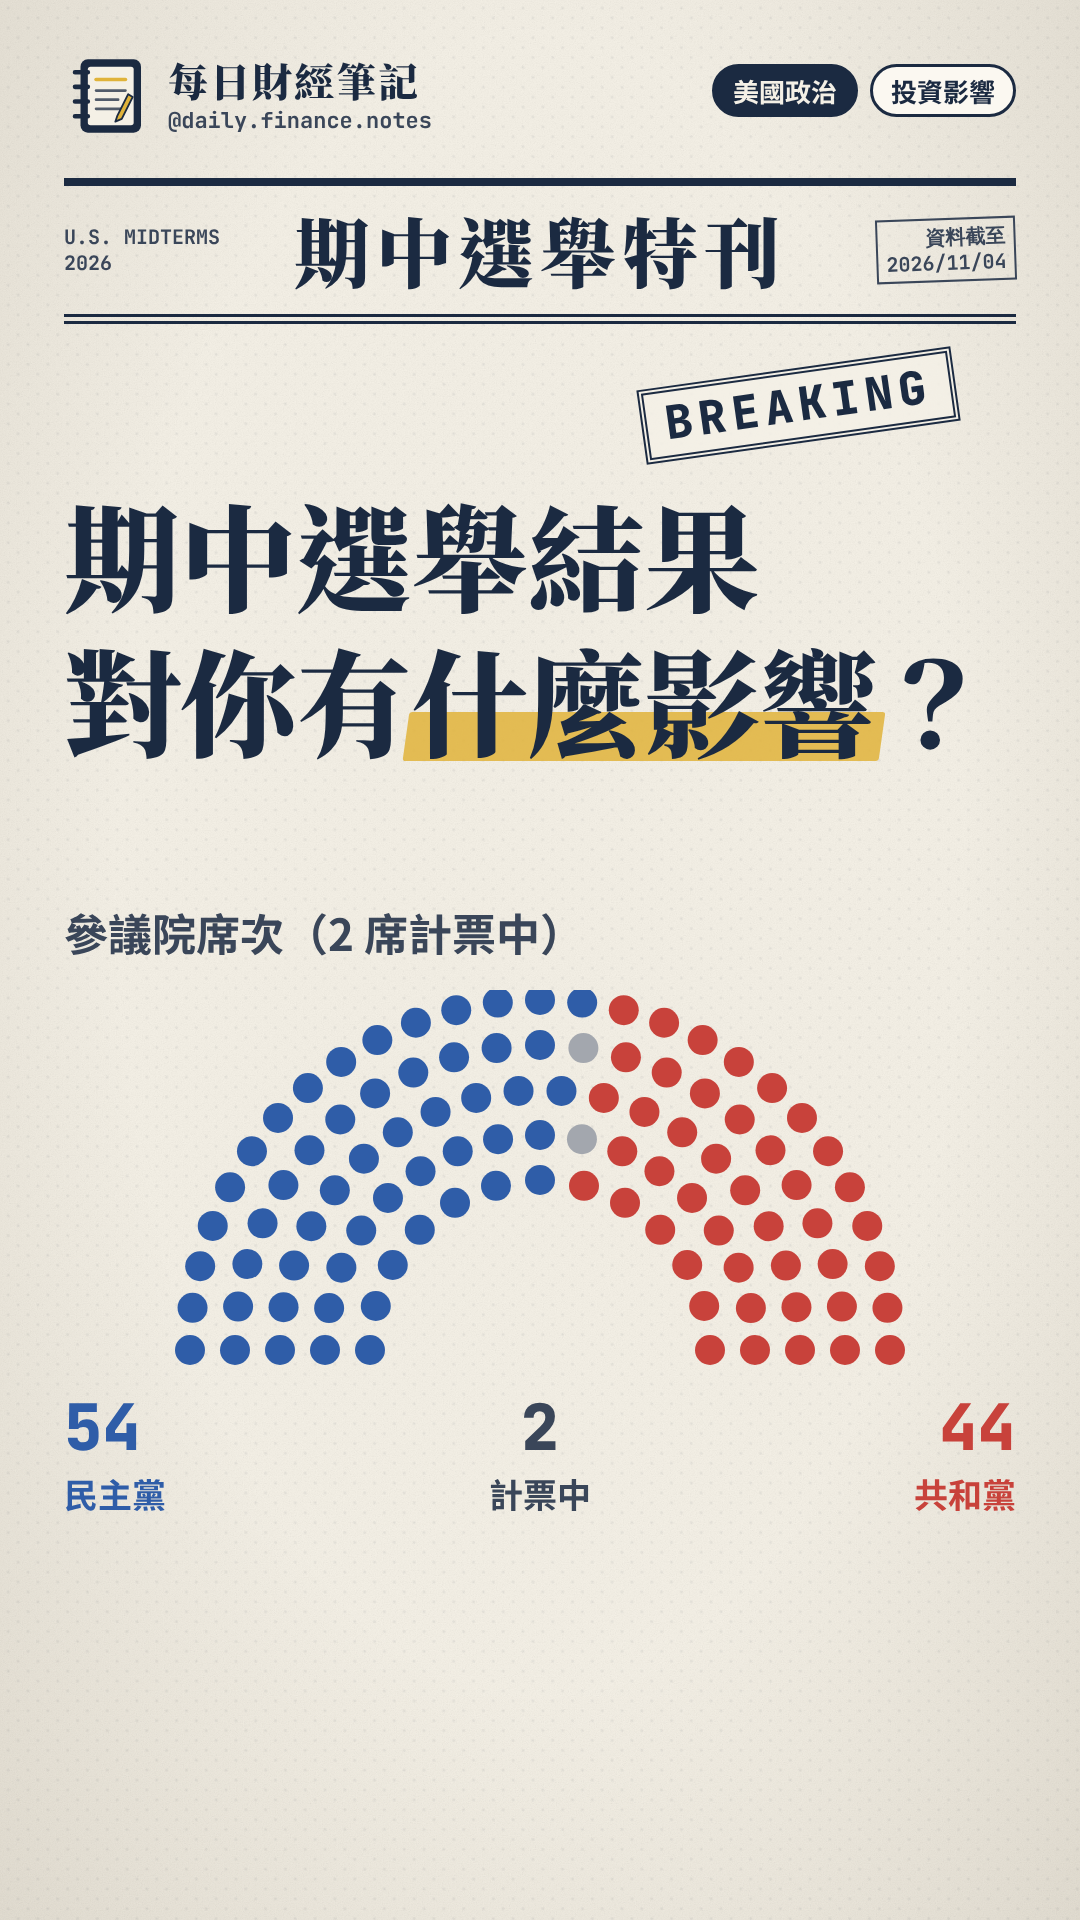 每日財經筆記
@daily.finance.notes
美國政治
投資影響
U.S. MIDTERMS
2026
期中選舉特刊
資料截至
2026/11/04
BREAKING
期中選舉結果
對你有什麼影響？
參議院席次（2 席計票中）
54
民主黨
2
計票中
44
共和黨